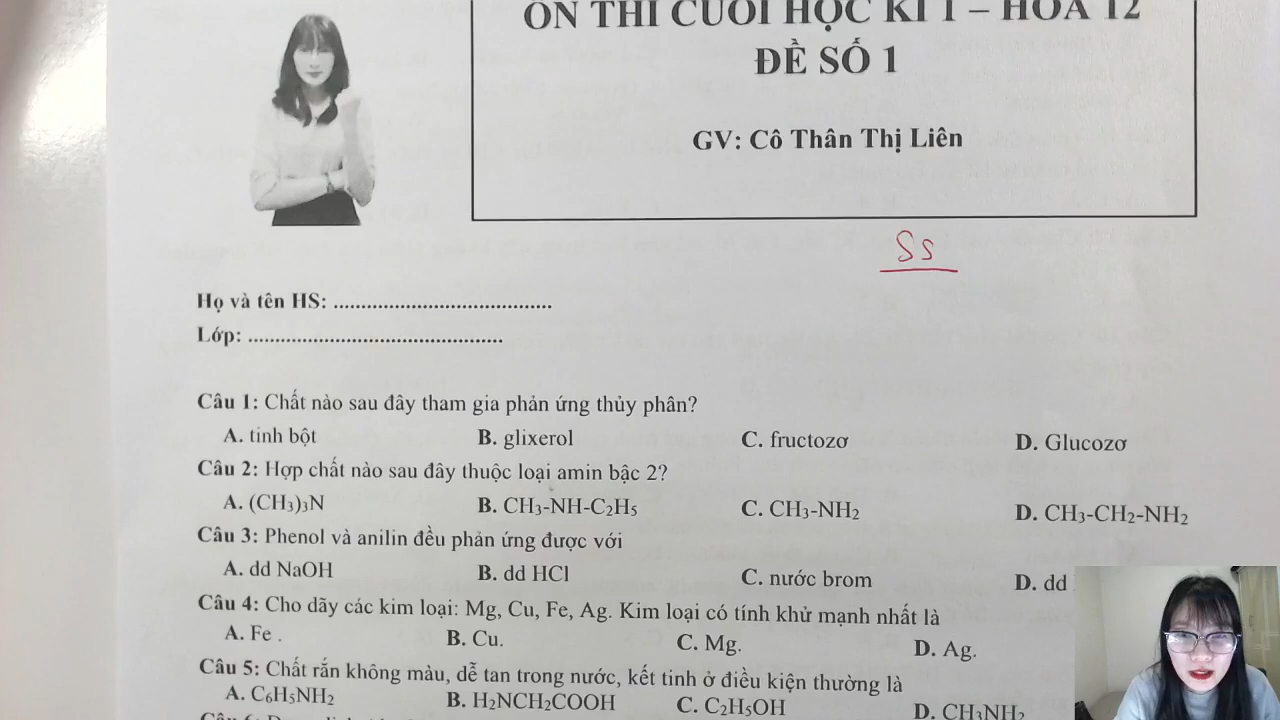 ÔN THI CUỐI HỌC KÌ I – HÓA 12
ĐỀ SỐ 1
GV: Cô Thân Thị Liên
Ss
Họ và tên HS: .......................................
Lớp: ..............................................
Câu 1: Chất nào sau đây tham gia phản ứng thủy phân?
A. tinh bột B. glixerol C. fructozơ D. Glucozơ
Câu 2: Hợp chất nào sau đây thuộc loại amin bậc 2?
A. (CH₃)₃N B. CH₃-NH-C₂H₅ C. CH₃-NH₂ D. CH₃-CH₂-NH₂
Câu 3: Phenol và anilin đều phản ứng được với
A. dd NaOH B. dd HCl C. nước brom D. dd
Câu 4: Cho dãy các kim loại: Mg, Cu, Fe, Ag. Kim loại có tính khử mạnh nhất là
A. Fe . B. Cu. C. Mg. D. Ag.
Câu 5: Chất rắn không màu, dễ tan trong nước, kết tinh ở điều kiện thường là
A. C₆H₅NH₂ B. H₂NCH₂COOH C. C₂H₅OH D. CH₃NH₂